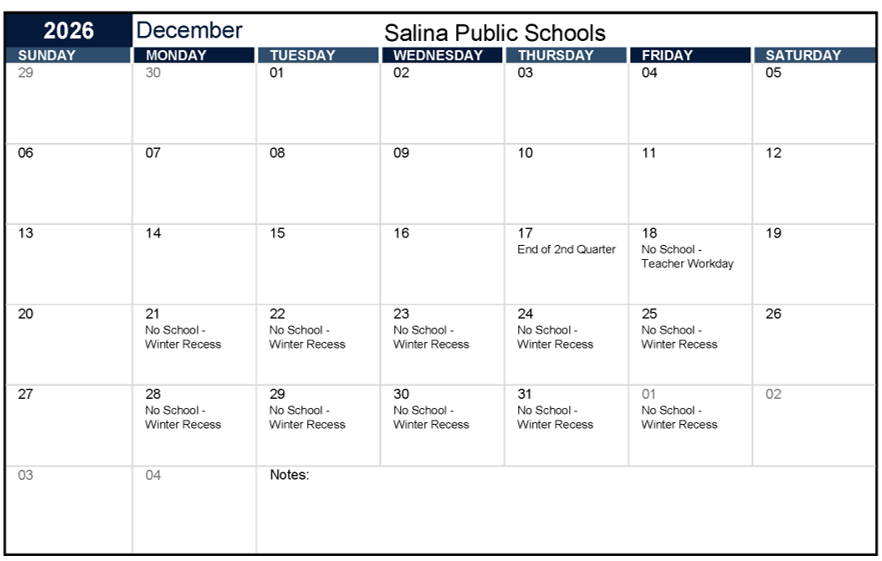 2026 December Salina Public Schools
SUNDAY MONDAY TUESDAY WEDNESDAY THURSDAY FRIDAY SATURDAY
29 30 01 02 03 04 05
06 07 08 09 10 11 12
13 14 15 16 17 18 19
End of 2nd Quarter No School -
Teacher Workday
20 21 22 23 24 25 26
No School - No School - No School - No School - No School -
Winter Recess Winter Recess Winter Recess Winter Recess Winter Recess
27 28 29 30 31 01 02
No School - No School - No School - No School - No School -
Winter Recess Winter Recess Winter Recess Winter Recess Winter Recess
03 04 Notes: